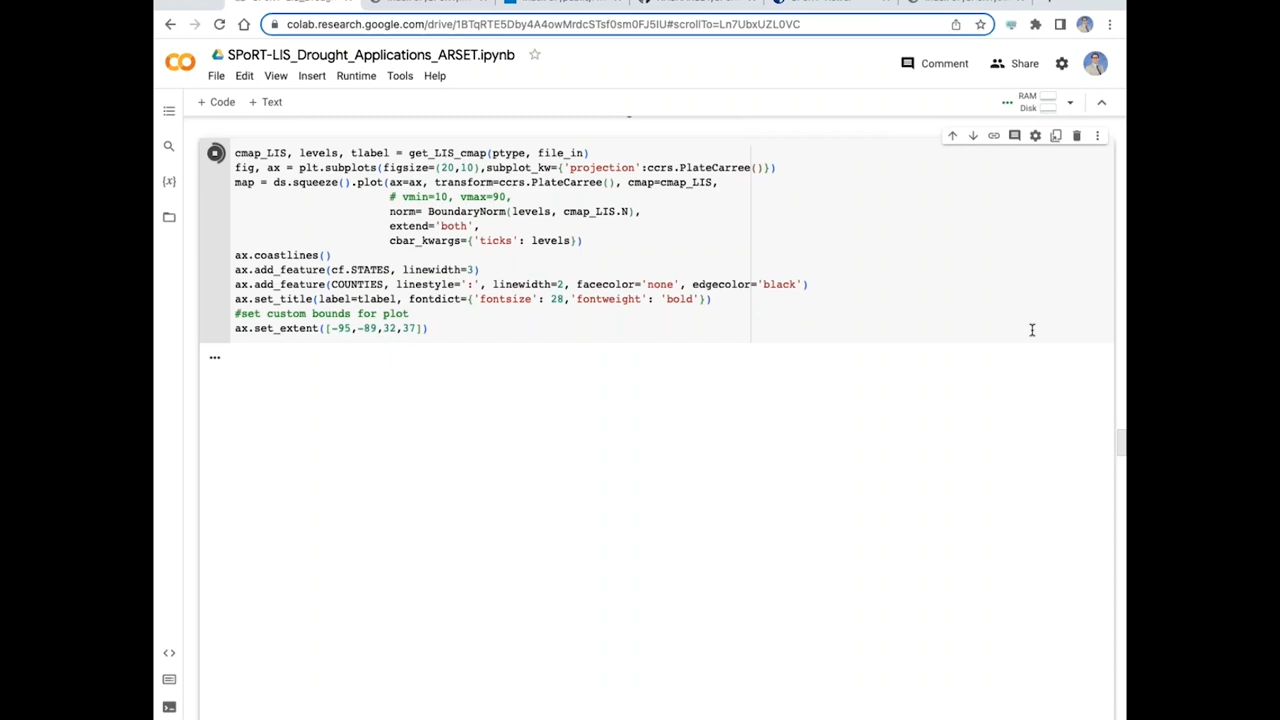 colab.research.google.com/drive/1BTqRTE5Dby4A4owMrdcSTsf0sm0FJ5IU#scrollTo=Ln7UbxUZL0VC
SPoRT-LIS_Drought_Applications_ARSET.ipynb
Comment
Share
File Edit View Insert Runtime Tools Help
+ Code + Text
RAM
Disk
cmap_LIS, levels, tlabel = get_LIS_cmap(ptype, file_in)
fig, ax = plt.subplots(figsize=(20,10),subplot_kw={'projection':ccrs.PlateCarree()})
map = ds.squeeze().plot(ax=ax, transform=ccrs.PlateCarree(), cmap=cmap_LIS,
# vmin=10, vmax=90,
norm= BoundaryNorm(levels, cmap_LIS.N),
extend='both',
cbar_kwargs={'ticks': levels})
ax.coastlines()
ax.add_feature(cf.STATES, linewidth=3)
ax.add_feature(COUNTIES, linestyle=':', linewidth=2, facecolor='none', edgecolor='black')
ax.set_title(label=tlabel, fontdict={'fontsize': 28,'fontweight': 'bold'})
#set custom bounds for plot
ax.set_extent([-95,-89,32,37])